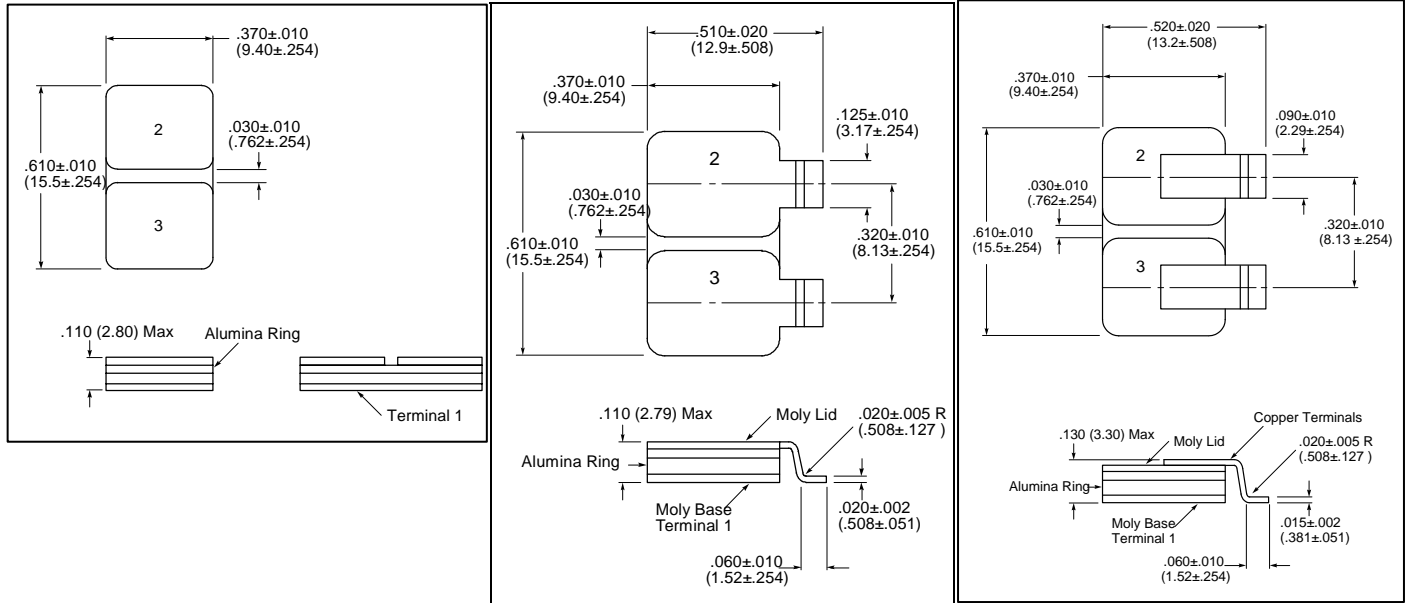 .370±.010
(9.40±.254)
2
.030±.010
(.762±.254)
.610±.010
(15.5±.254)
3
.110 (2.80) Max
Alumina Ring
Terminal 1
.510±.020
(12.9±.508)
.370±.010
(9.40±.254)
.125±.010
(3.17±.254)
2
.030±.010
(.762±.254)
.320±.010
(8.13±.254)
.610±.010
(15.5±.254)
3
.110 (2.79) Max
Moly Lid
.020±.005 R
(.508±.127 )
Alumina Ring
Moly Base
Terminal 1
.020±.002
(.508±.051)
.060±.010
(1.52±.254)
.520±.020
(13.2±.508)
.370±.010
(9.40±.254)
.090±.010
(2.29±.254)
2
.030±.010
(.762±.254)
.320±.010
(8.13 ±.254)
.610±.010
(15.5±.254)
3
Copper Terminals
.130 (3.30) Max
Moly Lid
.020±.005 R
(.508±.127 )
Alumina Ring
Moly Base
Terminal 1
.015±.002
(.381±.051)
.060±.010
(1.52±.254)